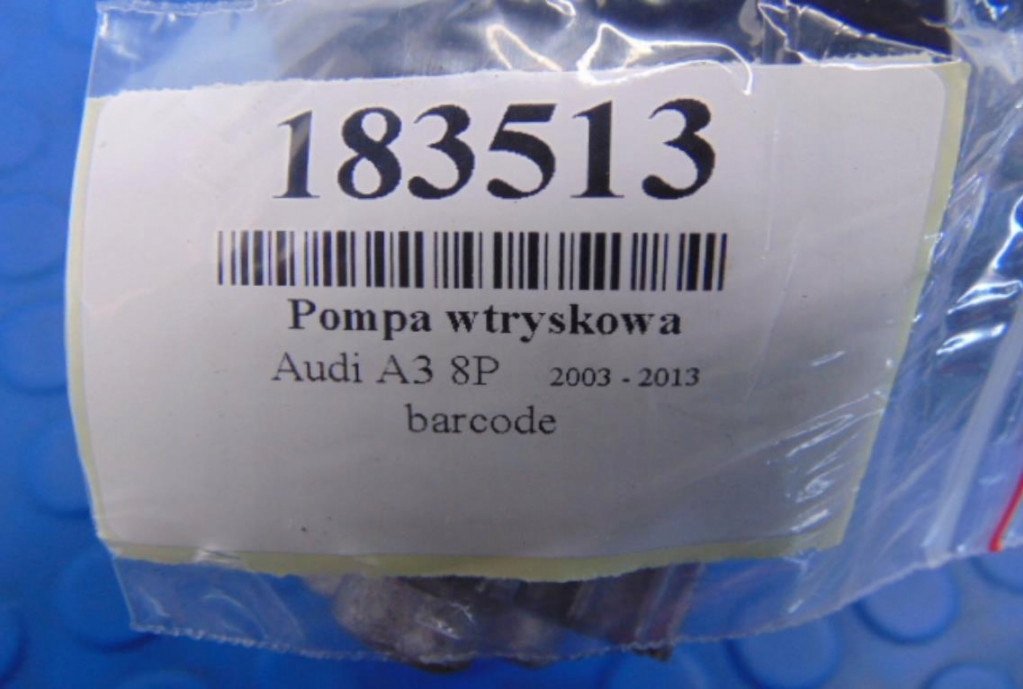 183513
Pompa wtryskowa
Audi A3 8P 2003 - 2013
barcode